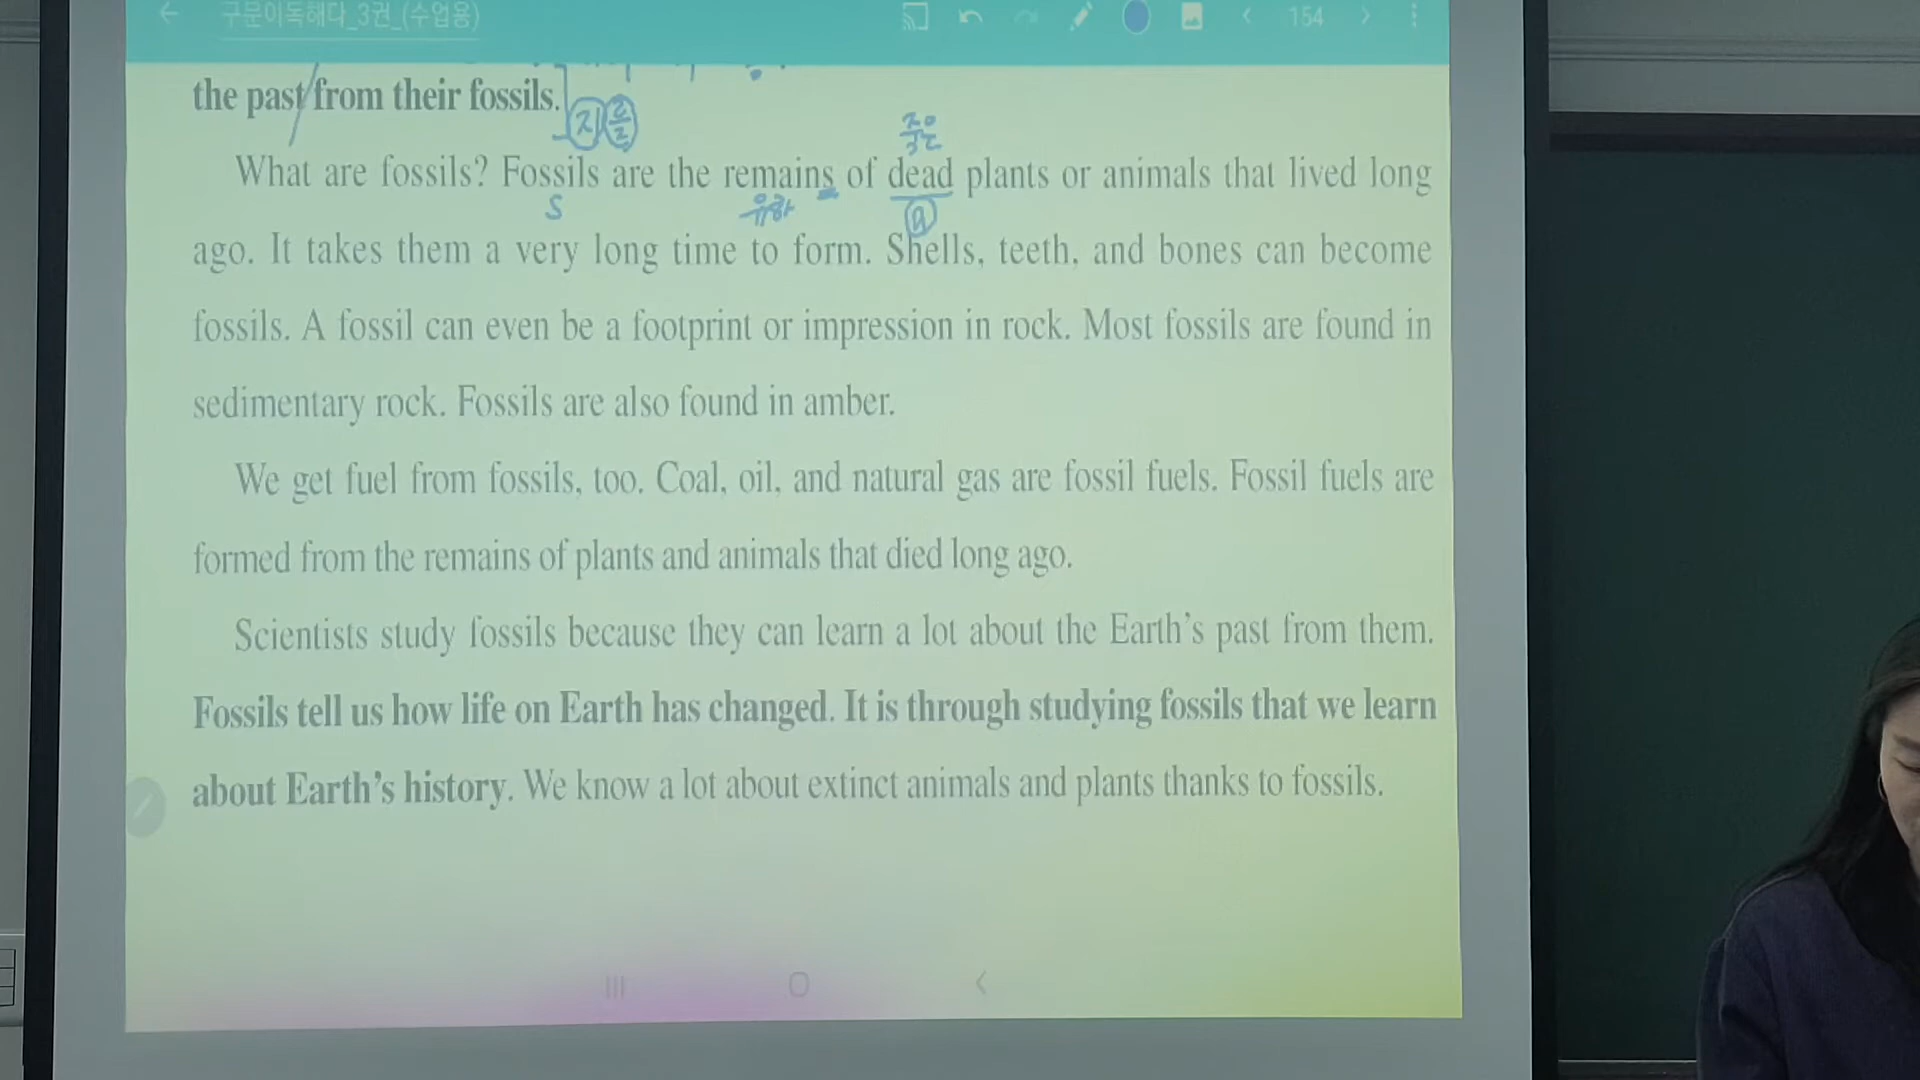 구문이독해다_3권_(수업용)
154
the past from their fossils.
지 를
죽은
What are fossils? Fossils are the remains of dead plants or animals that lived long
S
유해
ago. It takes them a very long time to form. Shells, teeth, and bones can become
fossils. A fossil can even be a footprint or impression in rock. Most fossils are found in
sedimentary rock. Fossils are also found in amber.
We get fuel from fossils, too. Coal, oil, and natural gas are fossil fuels. Fossil fuels are
formed from the remains of plants and animals that died long ago.
Scientists study fossils because they can learn a lot about the Earth's past from them.
Fossils tell us how life on Earth has changed. It is through studying fossils that we learn
about Earth's history. We know a lot about extinct animals and plants thanks to fossils.